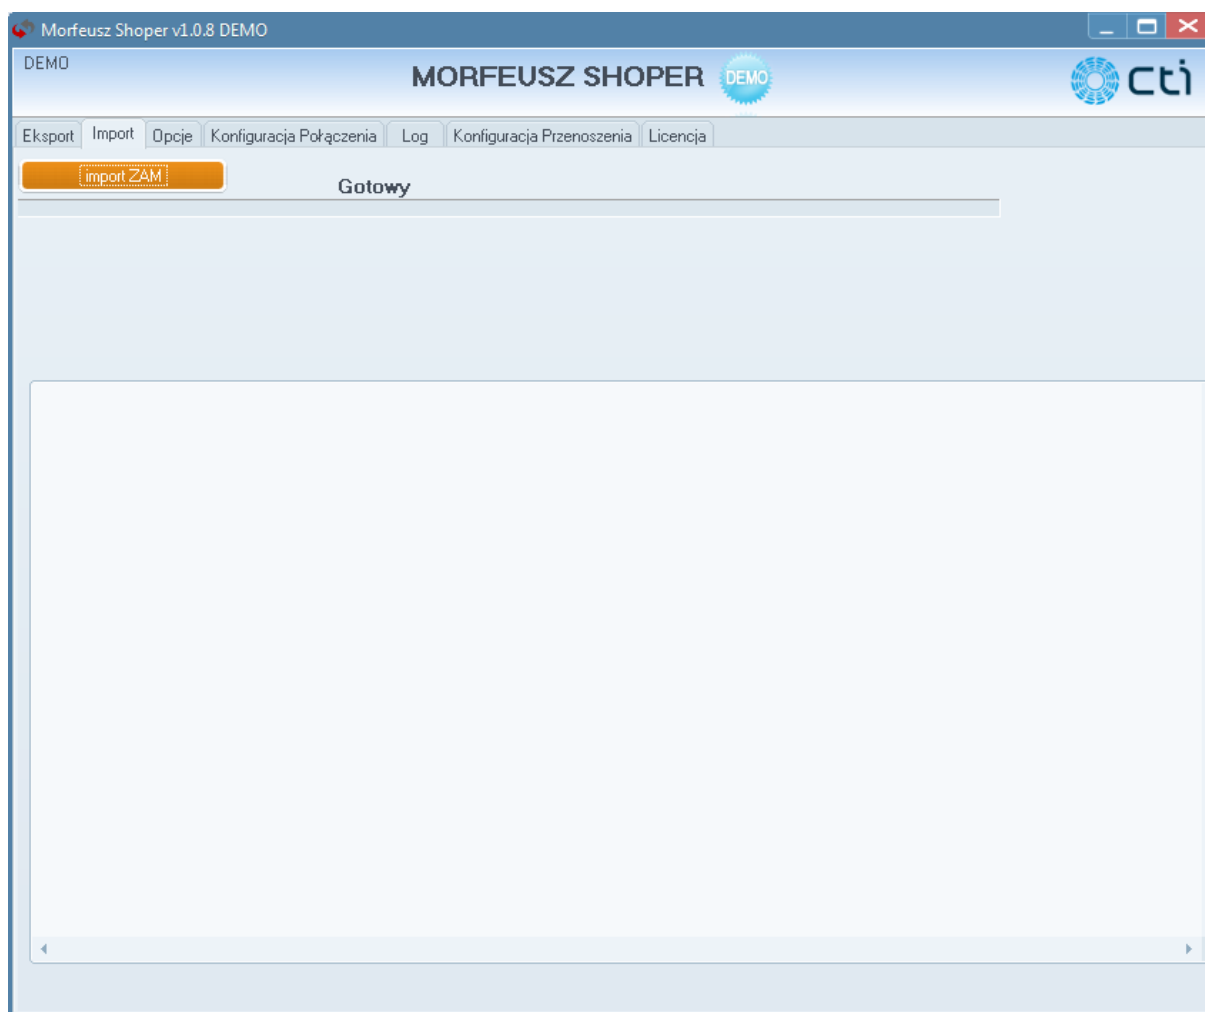 Morfeusz Shoper v1.0.8 DEMO
DEMO
MORFEUSZ SHOPER DEMO
cti
Eksport Import Opcje Konfiguracja Połączenia Log Konfiguracja Przenoszenia Licencja
import ZAM
Gotowy